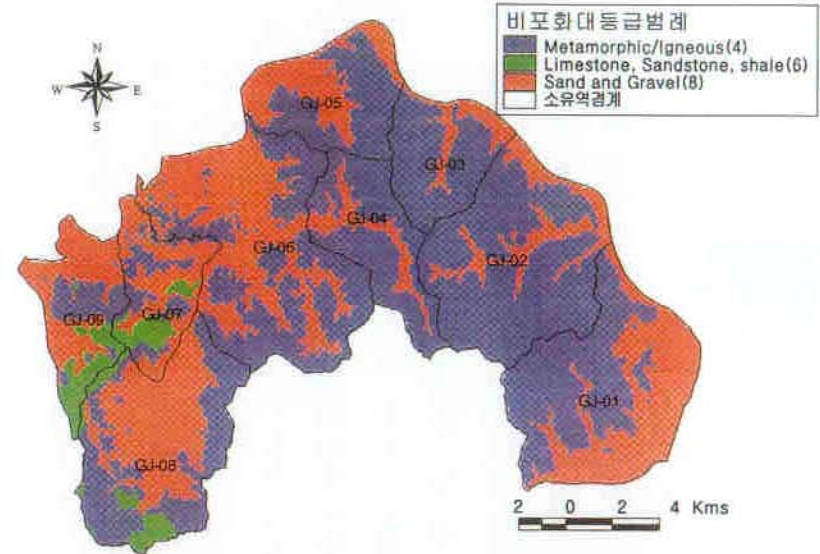 비포화대등급범례
Metamorphic/Igneous(4)
Limestone, Sandstone, shale(6)
Sand and Gravel(8)
소유역경계
N
W E
S
GJ-05
GJ-03
GJ-04
GJ-06
GJ-02
GJ-09
GJ-07
GJ-01
GJ-08
2 0 2 4 Kms